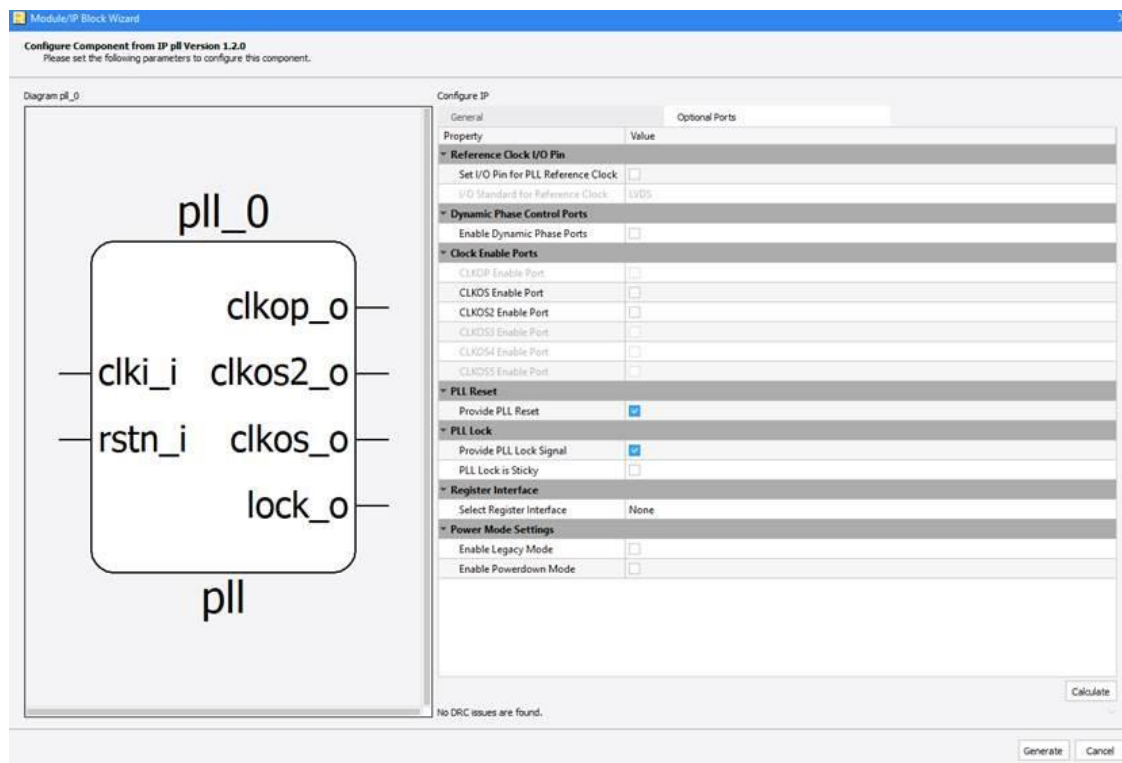 Module/IP Block Wizard
Configure Component from IP pll Version 1.2.0
Please set the following parameters to configure this component.
Diagram pll_0
pll_0
clkop_o
clki_i clkos2_o
rstn_i clkos_o
lock_o
pll
Configure IP
General Optional Ports
Property Value
Reference Clock I/O Pin
Set I/O Pin for PLL Reference Clock
I/O Standard for Reference Clock LVDS
Dynamic Phase Control Ports
Enable Dynamic Phase Ports
Clock Enable Ports
CLKOP Enable Port
CLKOS Enable Port
CLKOS2 Enable Port
CLKOS3 Enable Port
CLKOS4 Enable Port
CLKOS5 Enable Port
PLL Reset
Provide PLL Reset
PLL Lock
Provide PLL Lock Signal
PLL Lock is Sticky
Register Interface
Select Register Interface None
Power Mode Settings
Enable Legacy Mode
Enable Powerdown Mode
Calculate
No DRC issues are found.
Generate Cancel